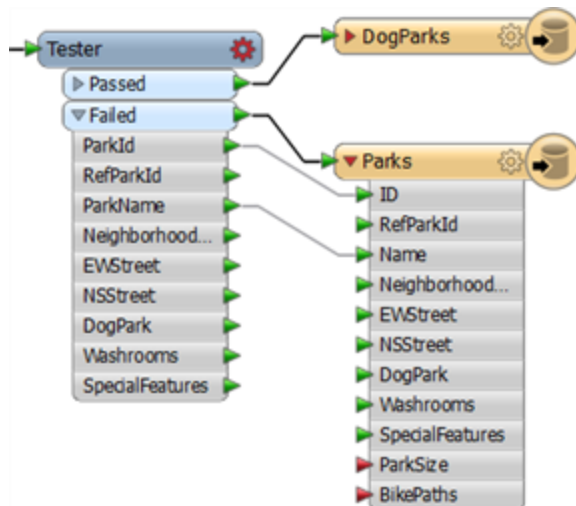 Tester
Passed
Failed
ParkId
RefParkId
ParkName
Neighborhood...
EWStreet
NSStreet
DogPark
Washrooms
SpecialFeatures
DogParks
Parks
ID
RefParkId
Name
Neighborhood...
EWStreet
NSStreet
DogPark
Washrooms
SpecialFeatures
ParkSize
BikePaths